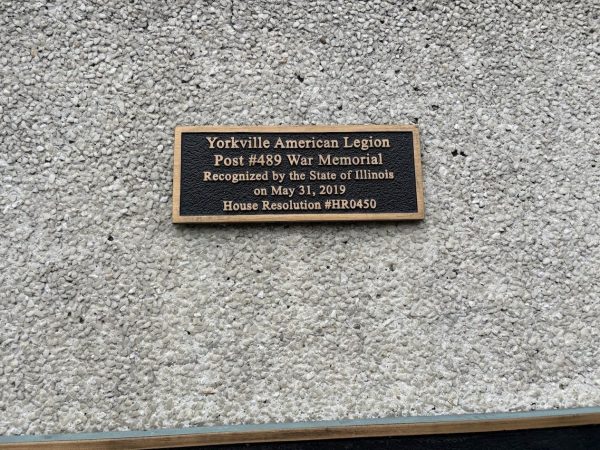 Yorkville American Legion
Post #489 War Memorial
Recognized by the State of Illinois
on May 31, 2019
House Resolution #HR0450